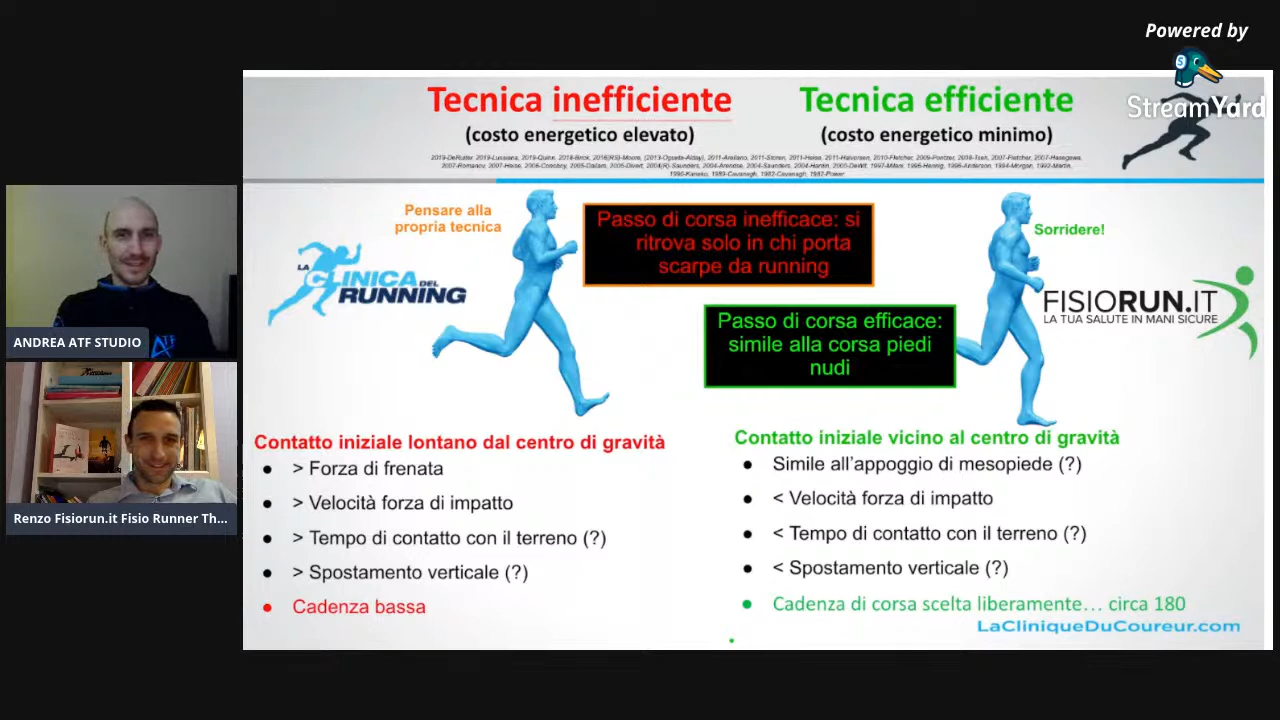 Powered by
StreamYard
Tecnica inefficiente
(costo energetico elevato)
Tecnica efficiente
(costo energetico minimo)
Pensare alla
propria tecnica
LA CLINICA DEL
RUNNING
Passo di corsa inefficace: si
ritrova solo in chi porta
scarpe da running
Sorridere!
FISIORUN.IT
LA TUA SALUTE IN MANI SICURE
Passo di corsa efficace:
simile alla corsa piedi
nudi
ANDREA ATF STUDIO
Renzo Fisiorun.it Fisio Runner Th...
Contatto iniziale lontano dal centro di gravità
● > Forza di frenata
● > Velocità forza di impatto
● > Tempo di contatto con il terreno (?)
● > Spostamento verticale (?)
● Cadenza bassa
Contatto iniziale vicino al centro di gravità
● Simile all'appoggio di mesopiede (?)
● < Velocità forza di impatto
● < Tempo di contatto con il terreno (?)
● < Spostamento verticale (?)
● Cadenza di corsa scelta liberamente... circa 180
LaCliniqueDuCoureur.com